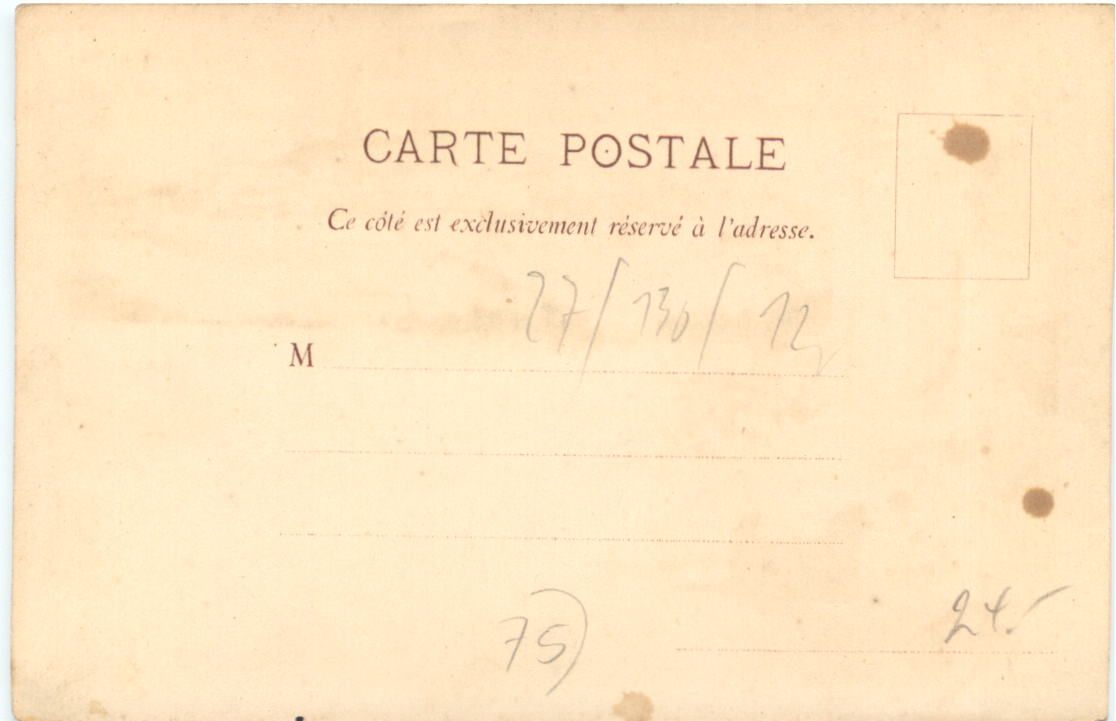 CARTE POSTALE
Ce côté est exclusivement réservé à l'adresse.
27/130/12
M
75)
24.-